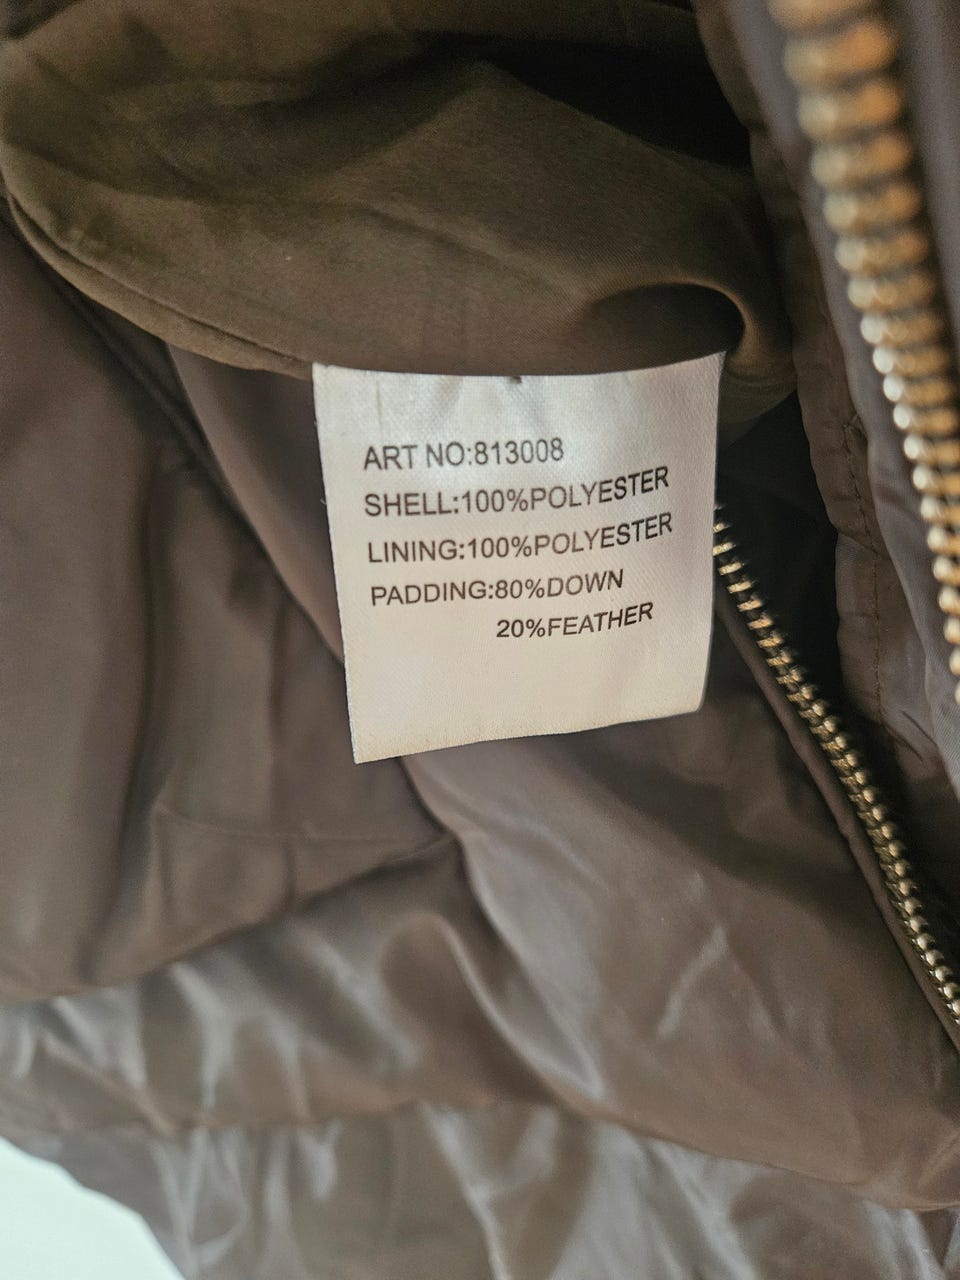 ART NO:813008
SHELL:100%POLYESTER
LINING:100%POLYESTER
PADDING:80%DOWN
20%FEATHER